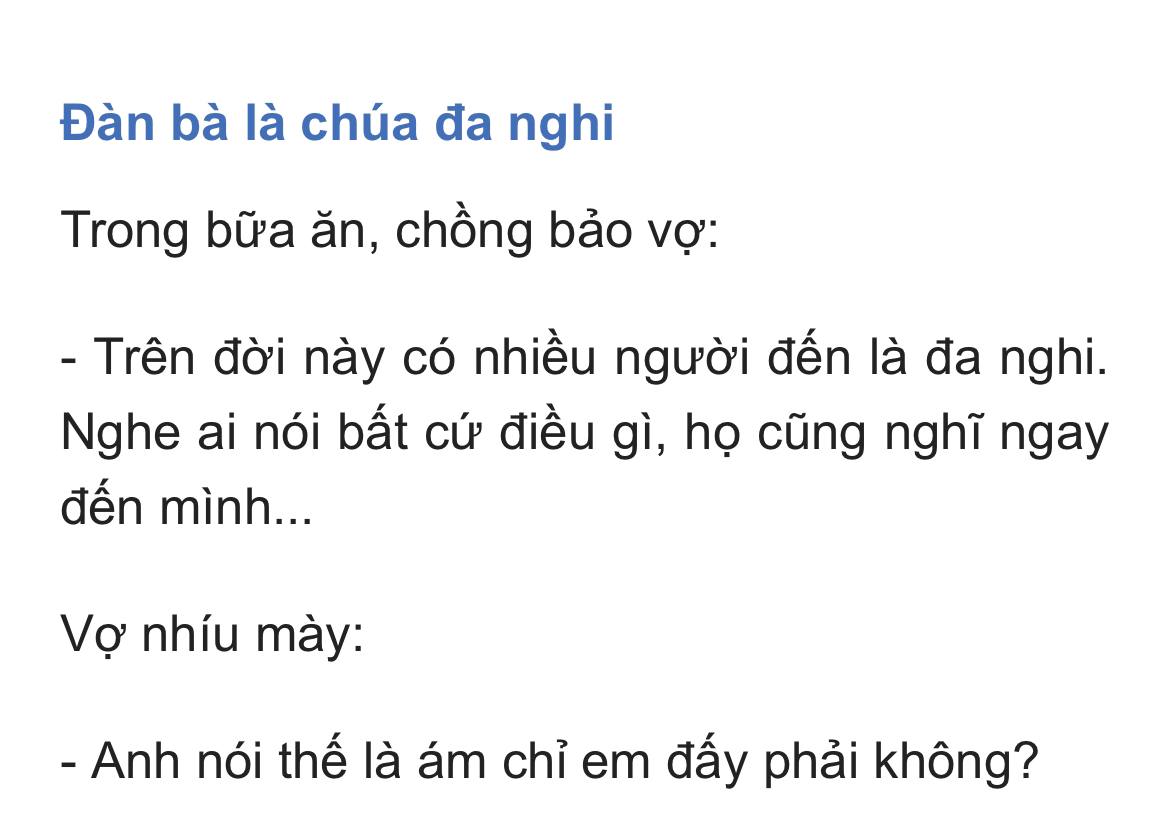 Đàn bà là chúa đa nghi
Trong bữa ăn, chồng bảo vợ:
- Trên đời này có nhiều người đến là đa nghi.
Nghe ai nói bất cứ điều gì, họ cũng nghĩ ngay
đến mình...
Vợ nhíu mày:
- Anh nói thế là ám chỉ em đấy phải không?